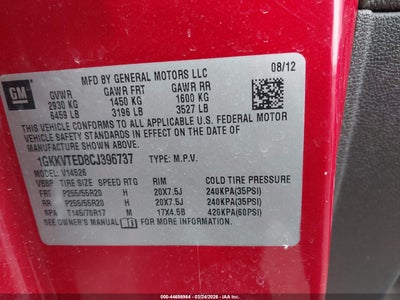 MFD BY GENERAL MOTORS LLC 08/12
GM GVWR GAWR FRT GAWR RR
2930 KG 1450 KG 1600 KG
6459 LB 3196 LB 3527 LB
THIS VEHICLE CONFORMS TO ALL APPLICABLE U.S. FEDERAL MOTOR
VEHICLE SAFETY STANDARDS IN EFFECT ON THE DATE OF
MANUFACTURE SHOWN ABOVE.
1GKKVTED8CJ396737 TYPE: M.P.V.
MODEL: V14526
TIRE SIZE SPEED RTG RIM COLD TIRE PRESSURE
FRT P255/55R20 H 20X7.5J 240KPA(35PSI)
RR P255/55R20 H 20X7.5J 240KPA(35PSI)
SPA T145/70R17 M 17X4.5B 420KPA(60PSI)
SEE OWNER'S MANUAL FOR MORE INFORMATION.
000-44698964 - 03/24/2026 - IAAI.COM